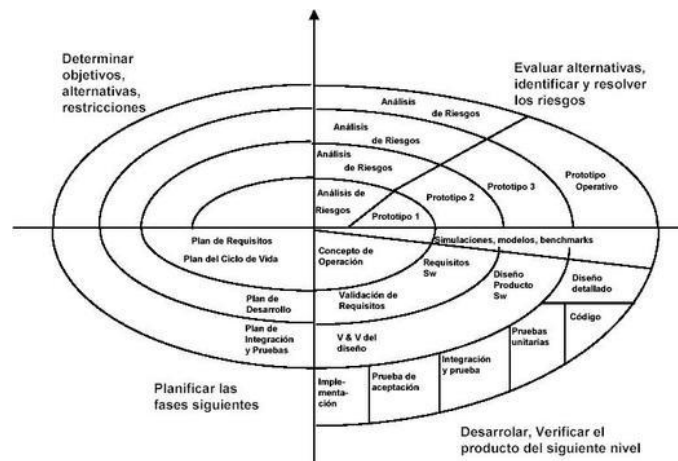 Determinar
objetivos,
alternativas,
restricciones
Evaluar alternativas,
identificar y resolver
los riesgos
Análisis
de Riesgos
Análisis
de Riesgos
Análisis
de Riesgos
Análisis de
Riesgos
Prototipo 1
Prototipo 2
Prototipo 3
Prototipo
Operativo
Simulaciones, modelos, benchmarks
Plan de Requisitos
Plan del Ciclo de Vida
Concepto de
Operación
Requisitos
Sw
Diseño
Producto
Sw
Diseño
detallado
Plan de
Desarrollo
Validación de
Requisitos
Código
Plan de
Integración
y Pruebas
V & V del
diseño
Pruebas
unitarias
Integración
y prueba
Prueba de
aceptación
Imple-
menta-
ción
Planificar las
fases siguientes
Desarrolar, Verificar el
producto del siguiente nivel